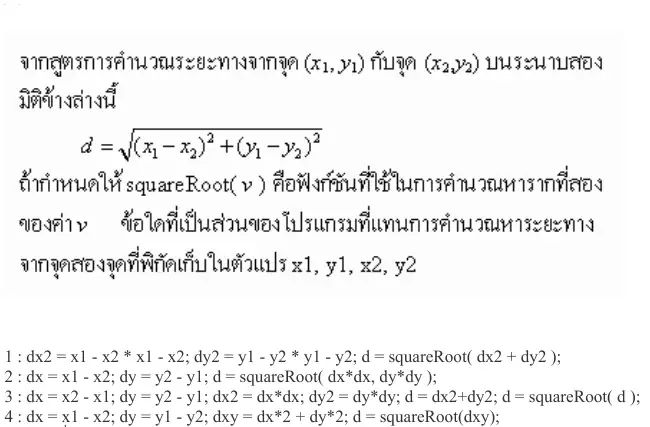 จากสูตรการคำนวณระยะทางจากจุด (x₁, y₁) กับจุด (x₂,y₂) บนระนาบสอง
มิติข้างล่างนี้
d = √(x₁ − x₂)² + (y₁ − y₂)²
ถ้ากำหนดให้ squareRoot( v ) คือฟังก์ชันที่ใช้ในการคำนวณหารากที่สอง
ของค่า v ข้อใดที่เป็นส่วนของโปรแกรมที่แทนการคำนวณหาระยะทาง
จากจุดสองจุดที่พิกัดเก็บในตัวแปร x1, y1, x2, y2
1 : dx2 = x1 - x2 * x1 - x2; dy2 = y1 - y2 * y1 - y2; d = squareRoot( dx2 + dy2 );
2 : dx = x1 - x2; dy = y2 - y1; d = squareRoot( dx*dx, dy*dy );
3 : dx = x2 - x1; dy = y2 - y1; dx2 = dx*dx; dy2 = dy*dy; d = dx2+dy2; d = squareRoot( d );
4 : dx = x1 - x2; dy = y1 - y2; dxy = dx*2 + dy*2; d = squareRoot(dxy);